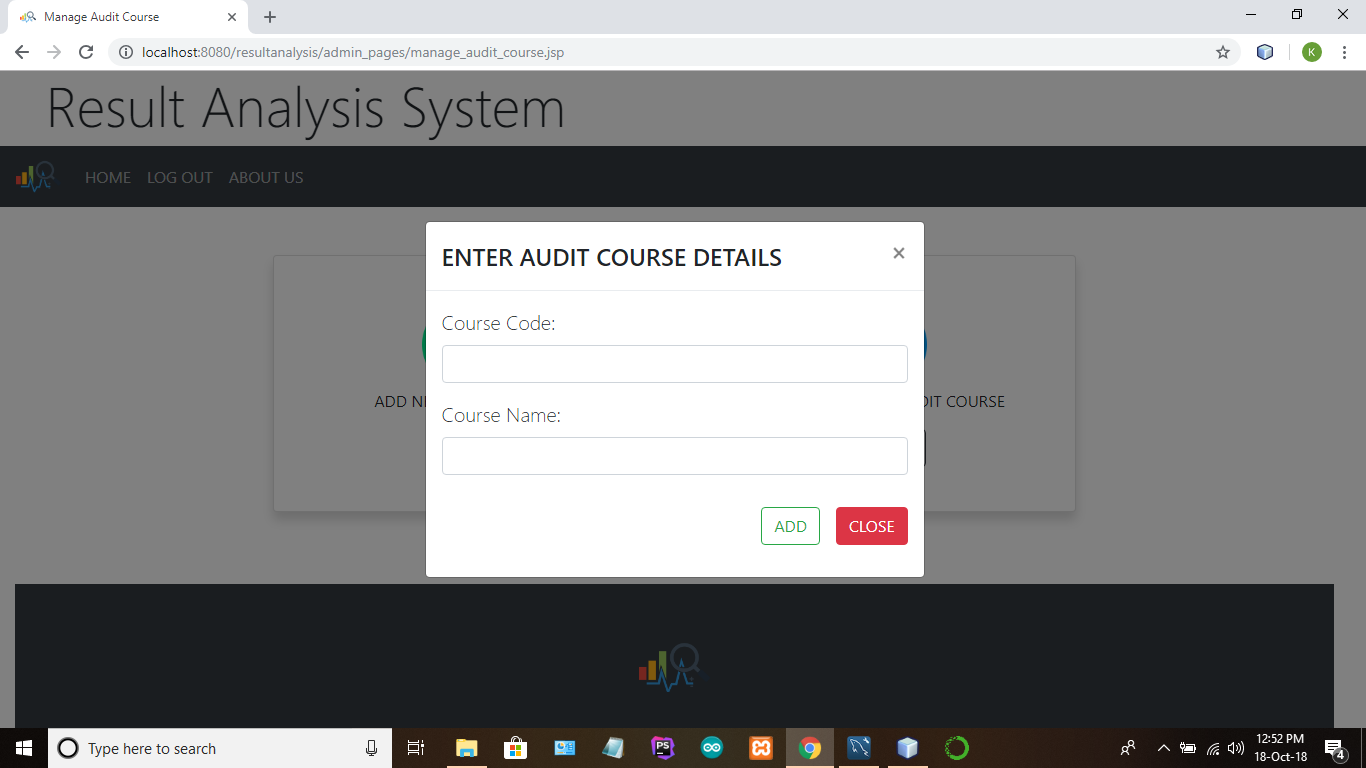 Manage Audit Course
localhost:8080/resultanalysis/admin_pages/manage_audit_course.jsp
K
Result Analysis System
HOME LOG OUT ABOUT US
ENTER AUDIT COURSE DETAILS ×
Course Code:
ADD
COURSE
Course Name:
ADD CLOSE
Type here to search
PS
12:52 PM
18-Oct-18
4